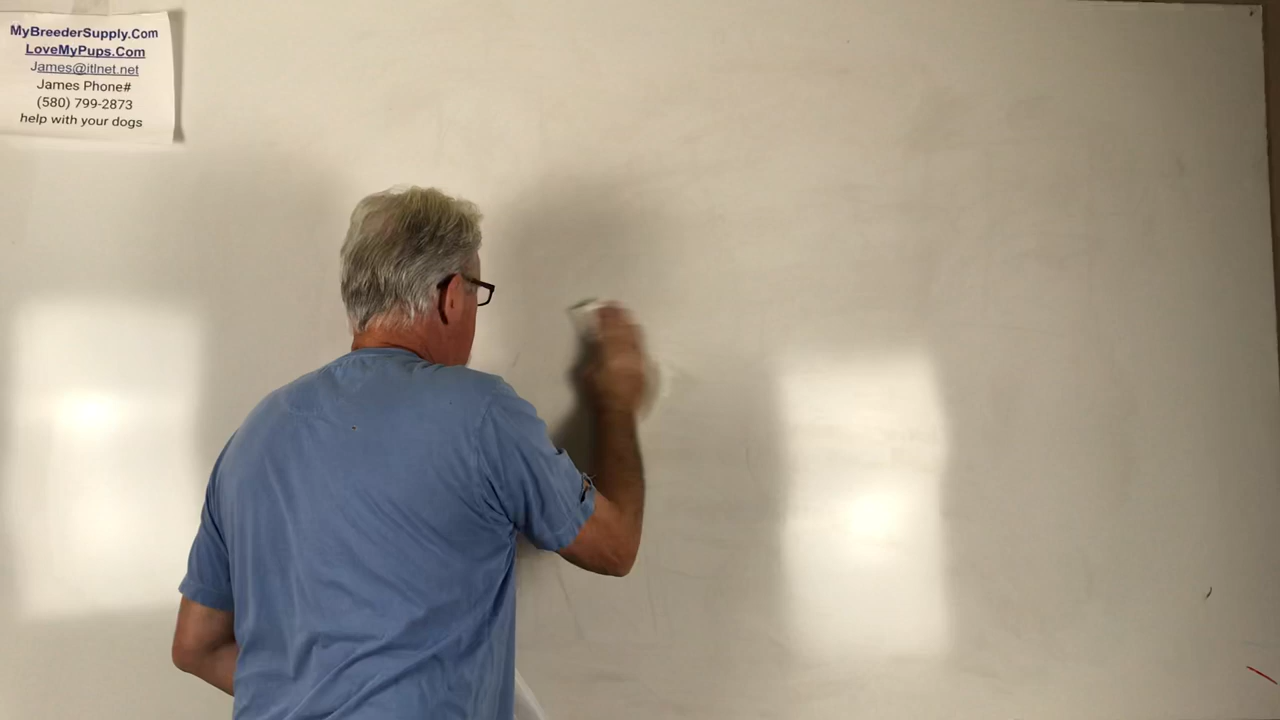 MyBreederSupply.Com
LoveMyPups.Com
James@itlnet.net
James Phone#
(580) 799-2873
help with your dogs